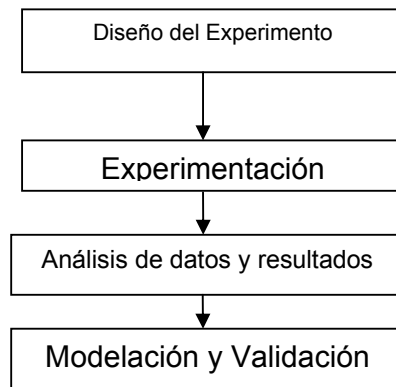 Diseño del Experimento
Experimentación
Análisis de datos y resultados
Modelación y Validación